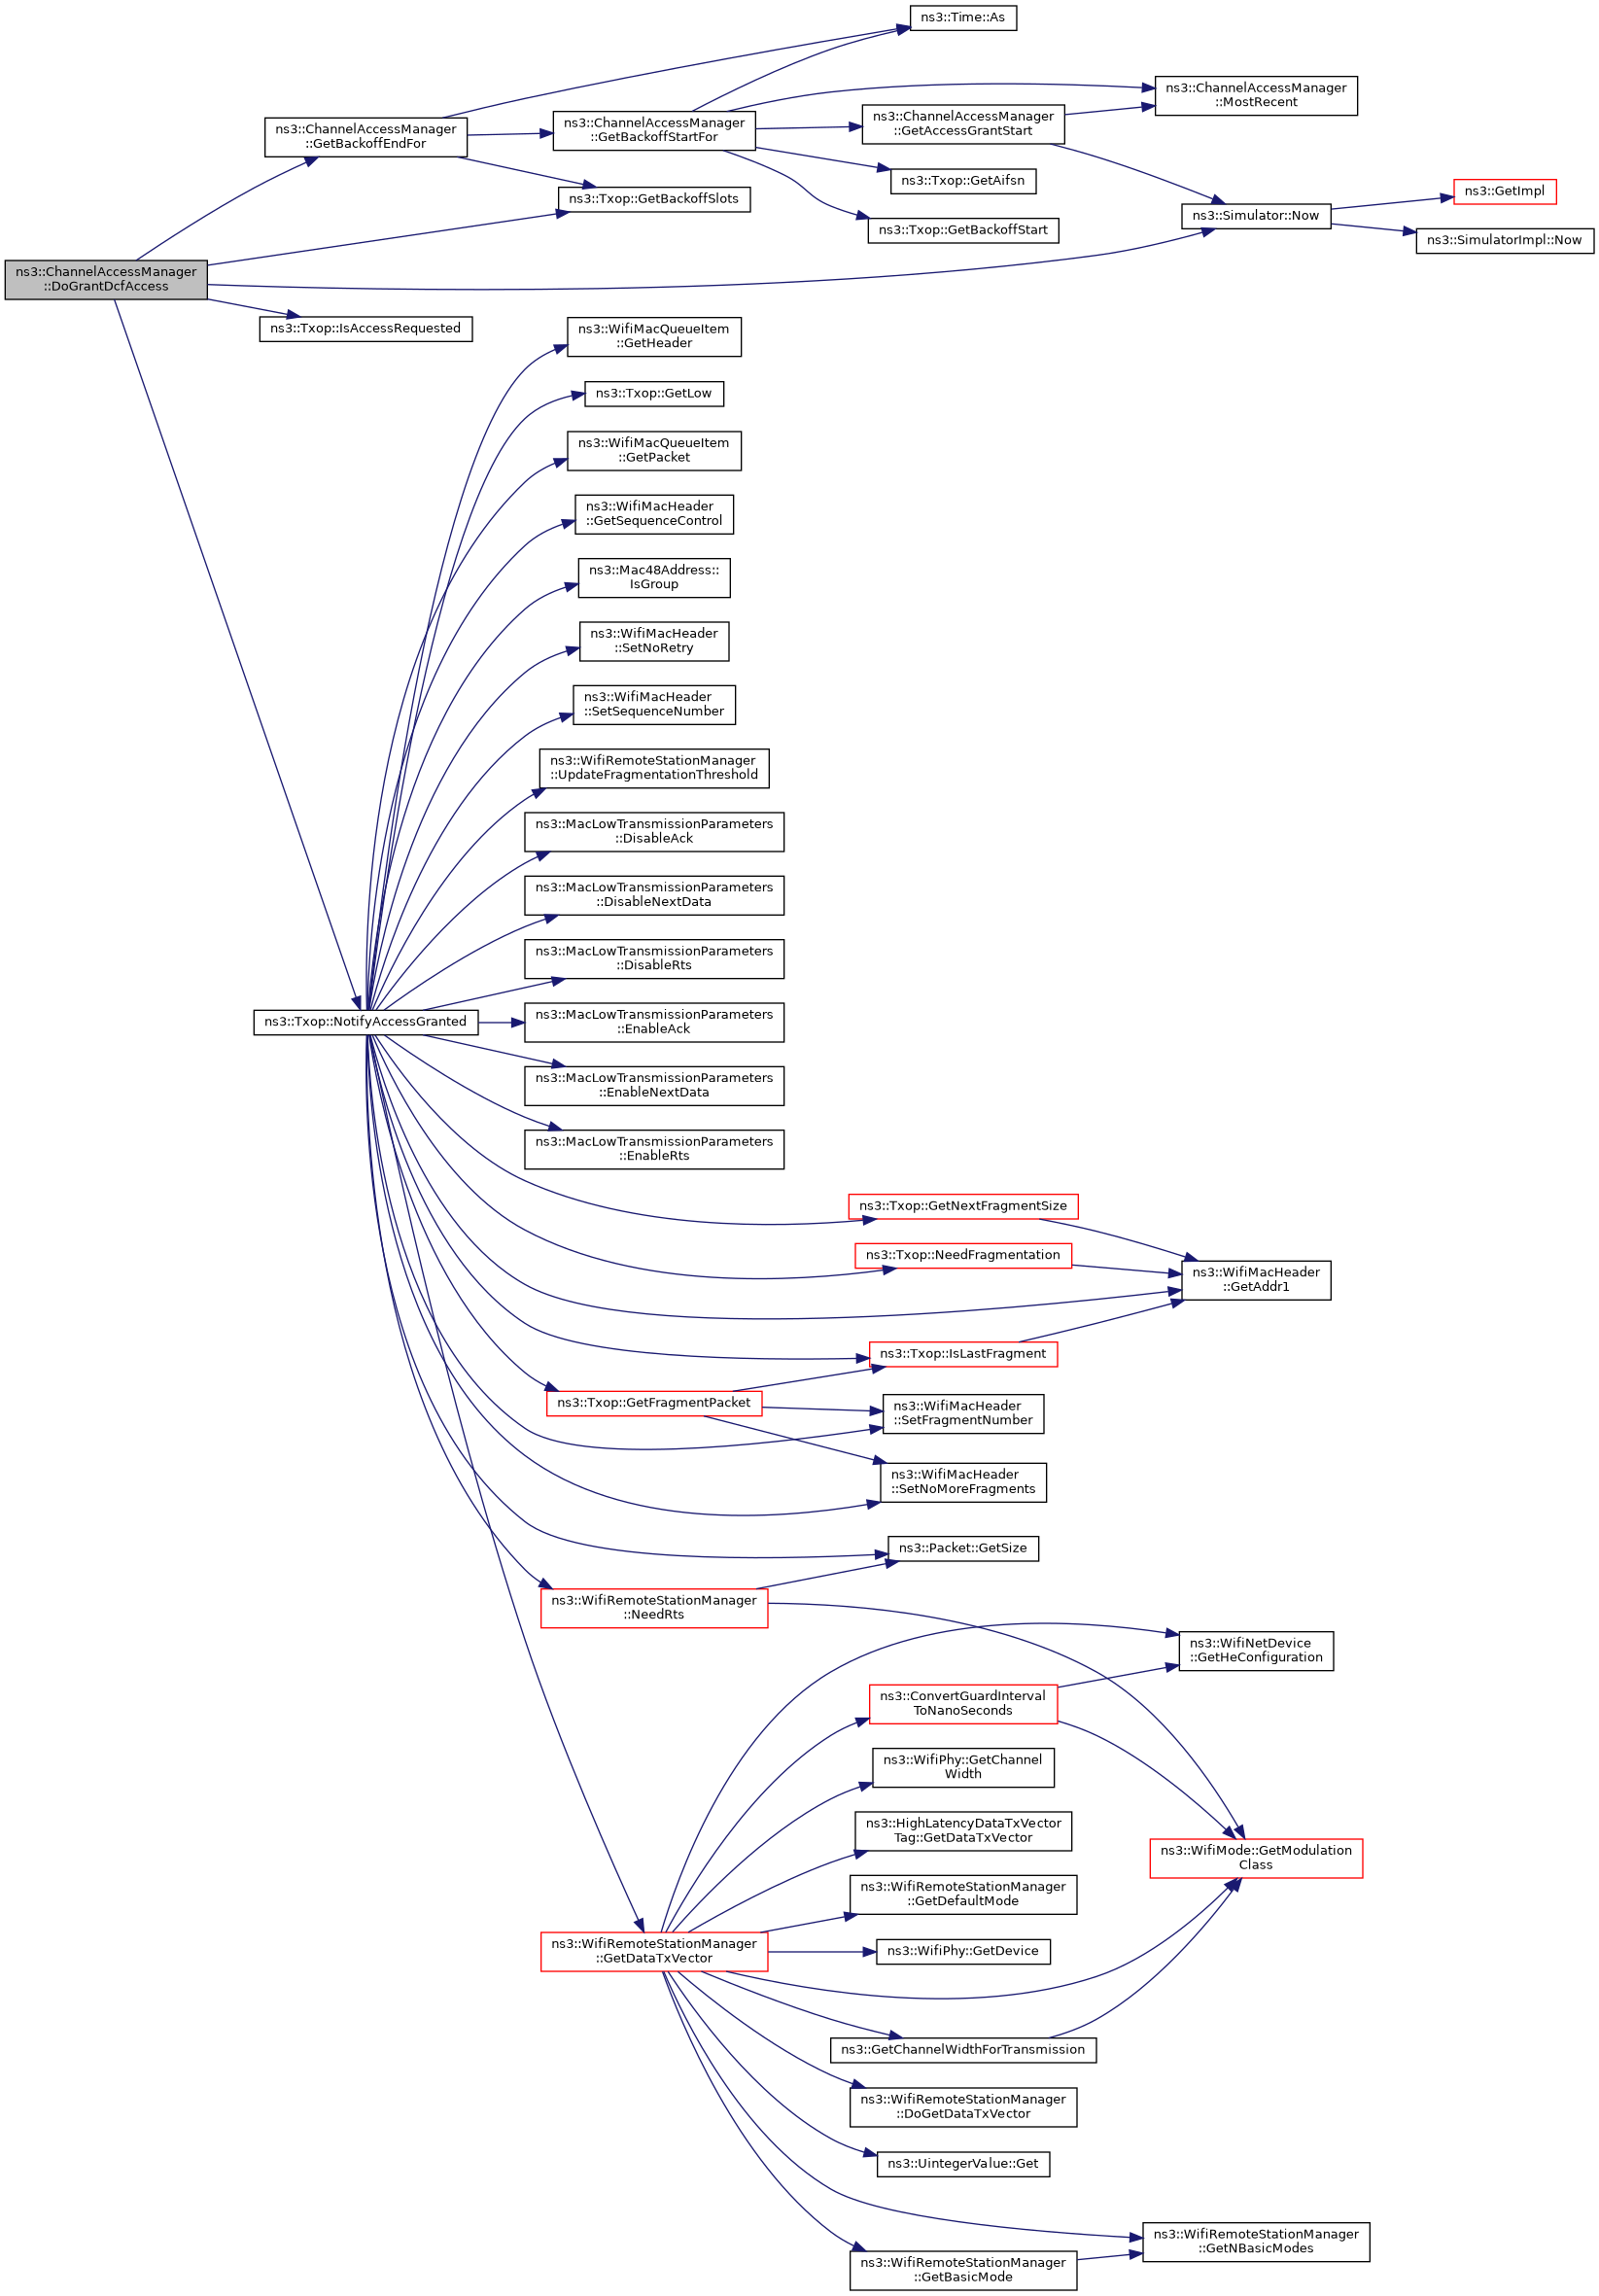 ns3::Time::As
ns3::ChannelAccessManager
::MostRecent
ns3::ChannelAccessManager
::GetBackoffEndFor
ns3::ChannelAccessManager
::GetBackoffStartFor
ns3::ChannelAccessManager
::GetAccessGrantStart
ns3::Txop::GetAifsn
ns3::GetImpl
ns3::Txop::GetBackoffSlots
ns3::Simulator::Now
ns3::Txop::GetBackoffStart
ns3::SimulatorImpl::Now
ns3::ChannelAccessManager
::DoGrantDcfAccess
ns3::Txop::IsAccessRequested
ns3::WifiMacQueueItem
::GetHeader
ns3::Txop::GetLow
ns3::WifiMacQueueItem
::GetPacket
ns3::WifiMacHeader
::GetSequenceControl
ns3::Mac48Address::
IsGroup
ns3::WifiMacHeader
::SetNoRetry
ns3::WifiMacHeader
::SetSequenceNumber
ns3::WifiRemoteStationManager
::UpdateFragmentationThreshold
ns3::MacLowTransmissionParameters
::DisableAck
ns3::MacLowTransmissionParameters
::DisableNextData
ns3::MacLowTransmissionParameters
::DisableRts
ns3::Txop::NotifyAccessGranted
ns3::MacLowTransmissionParameters
::EnableAck
ns3::MacLowTransmissionParameters
::EnableNextData
ns3::MacLowTransmissionParameters
::EnableRts
ns3::Txop::GetNextFragmentSize
ns3::Txop::NeedFragmentation
ns3::WifiMacHeader
::GetAddr1
ns3::Txop::IsLastFragment
ns3::Txop::GetFragmentPacket
ns3::WifiMacHeader
::SetFragmentNumber
ns3::WifiMacHeader
::SetNoMoreFragments
ns3::Packet::GetSize
ns3::WifiRemoteStationManager
::NeedRts
ns3::WifiNetDevice
::GetHeConfiguration
ns3::ConvertGuardInterval
ToNanoSeconds
ns3::WifiPhy::GetChannel
Width
ns3::HighLatencyDataTxVector
Tag::GetDataTxVector
ns3::WifiMode::GetModulation
Class
ns3::WifiRemoteStationManager
::GetDefaultMode
ns3::WifiRemoteStationManager
::GetDataTxVector
ns3::WifiPhy::GetDevice
ns3::GetChannelWidthForTransmission
ns3::WifiRemoteStationManager
::DoGetDataTxVector
ns3::UintegerValue::Get
ns3::WifiRemoteStationManager
::GetNBasicModes
ns3::WifiRemoteStationManager
::GetBasicMode